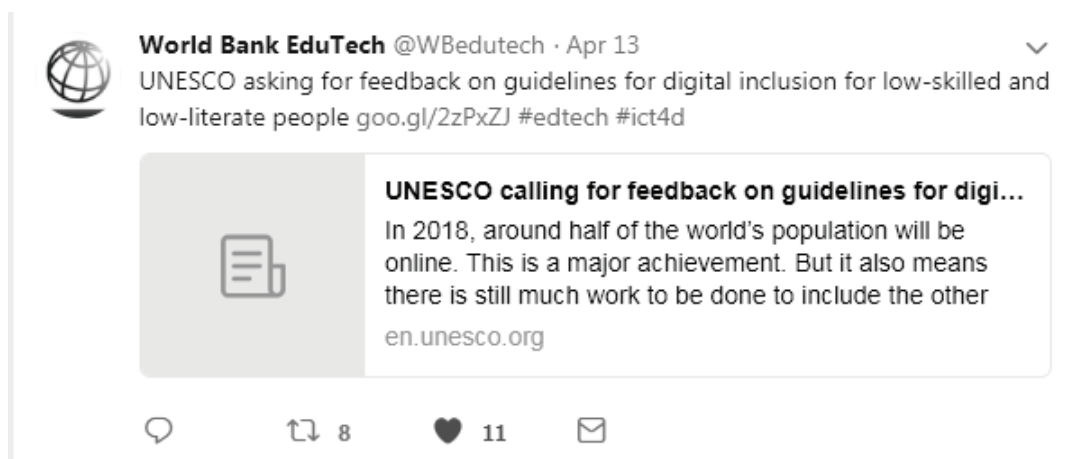 World Bank EduTech @WBedutech · Apr 13
UNESCO asking for feedback on guidelines for digital inclusion for low-skilled and
low-literate people goo.gl/2zPxZJ #edtech #ict4d
UNESCO calling for feedback on guidelines for digi...
In 2018, around half of the world's population will be
online. This is a major achievement. But it also means
there is still much work to be done to include the other
en.unesco.org
8 11